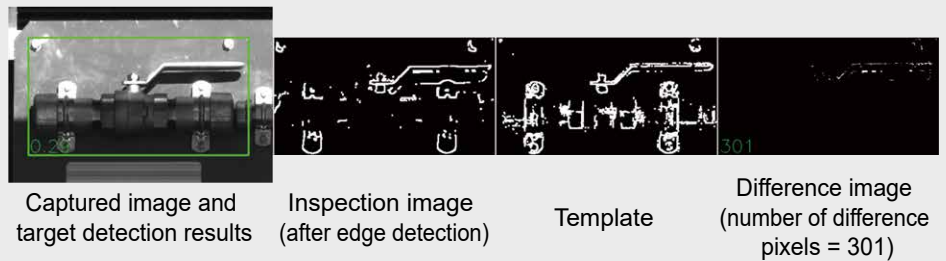 0.29
301
Captured image and
target detection results
Inspection image
(after edge detection)
Template
Difference image
(number of difference
pixels = 301)